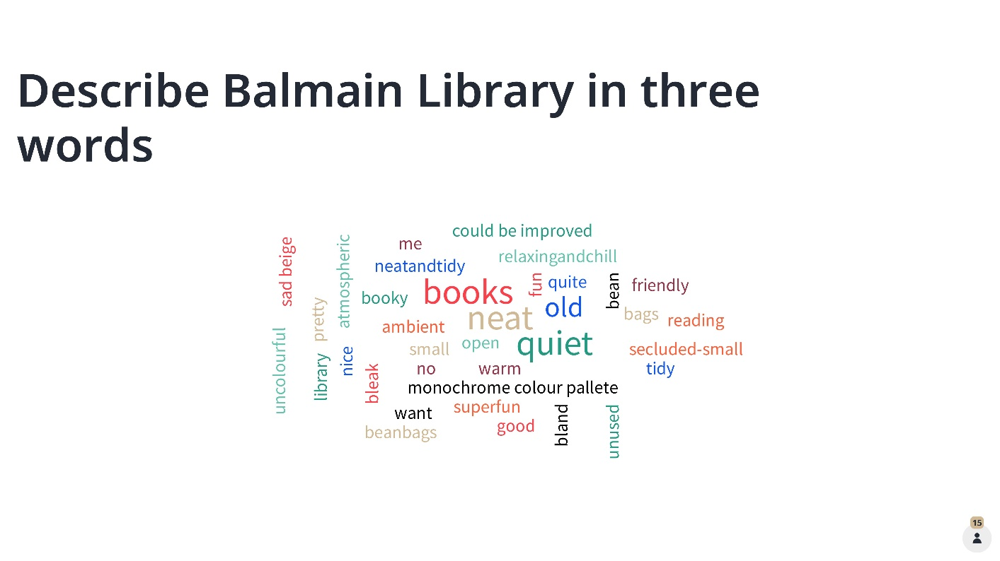 Describe Balmain Library in three
words
could be improved
sad beige
atmospheric
me
relaxingandchill
neatandtidy
books
fun
quite
bean
friendly
booky
pretty
neat
old
bags
reading
ambient
uncolourful
small
open
quiet
secluded-small
library
nice
bleak
no
warm
tidy
monochrome colour pallete
want
superfun
bland
unused
beanbags
good
15